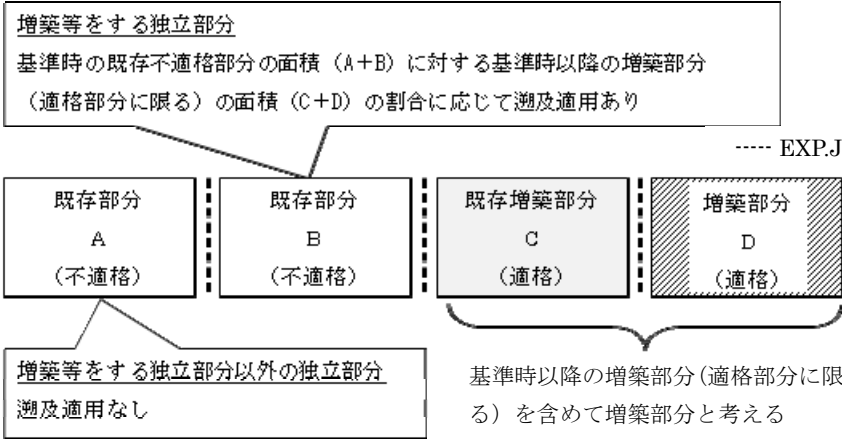 増築等をする独立部分
基準時の既存不適格部分の面積（A＋B）に対する基準時以降の増築部分
（適格部分に限る）の面積（C＋D）の割合に応じて遡及適用あり
----- EXP.J
既存部分
A
（不適格）
既存部分
B
（不適格）
既存増築部分
C
（適格）
増築部分
D
（適格）
増築等をする独立部分以外の独立部分
遡及適用なし
基準時以降の増築部分(適格部分に限
る）を含めて増築部分と考える